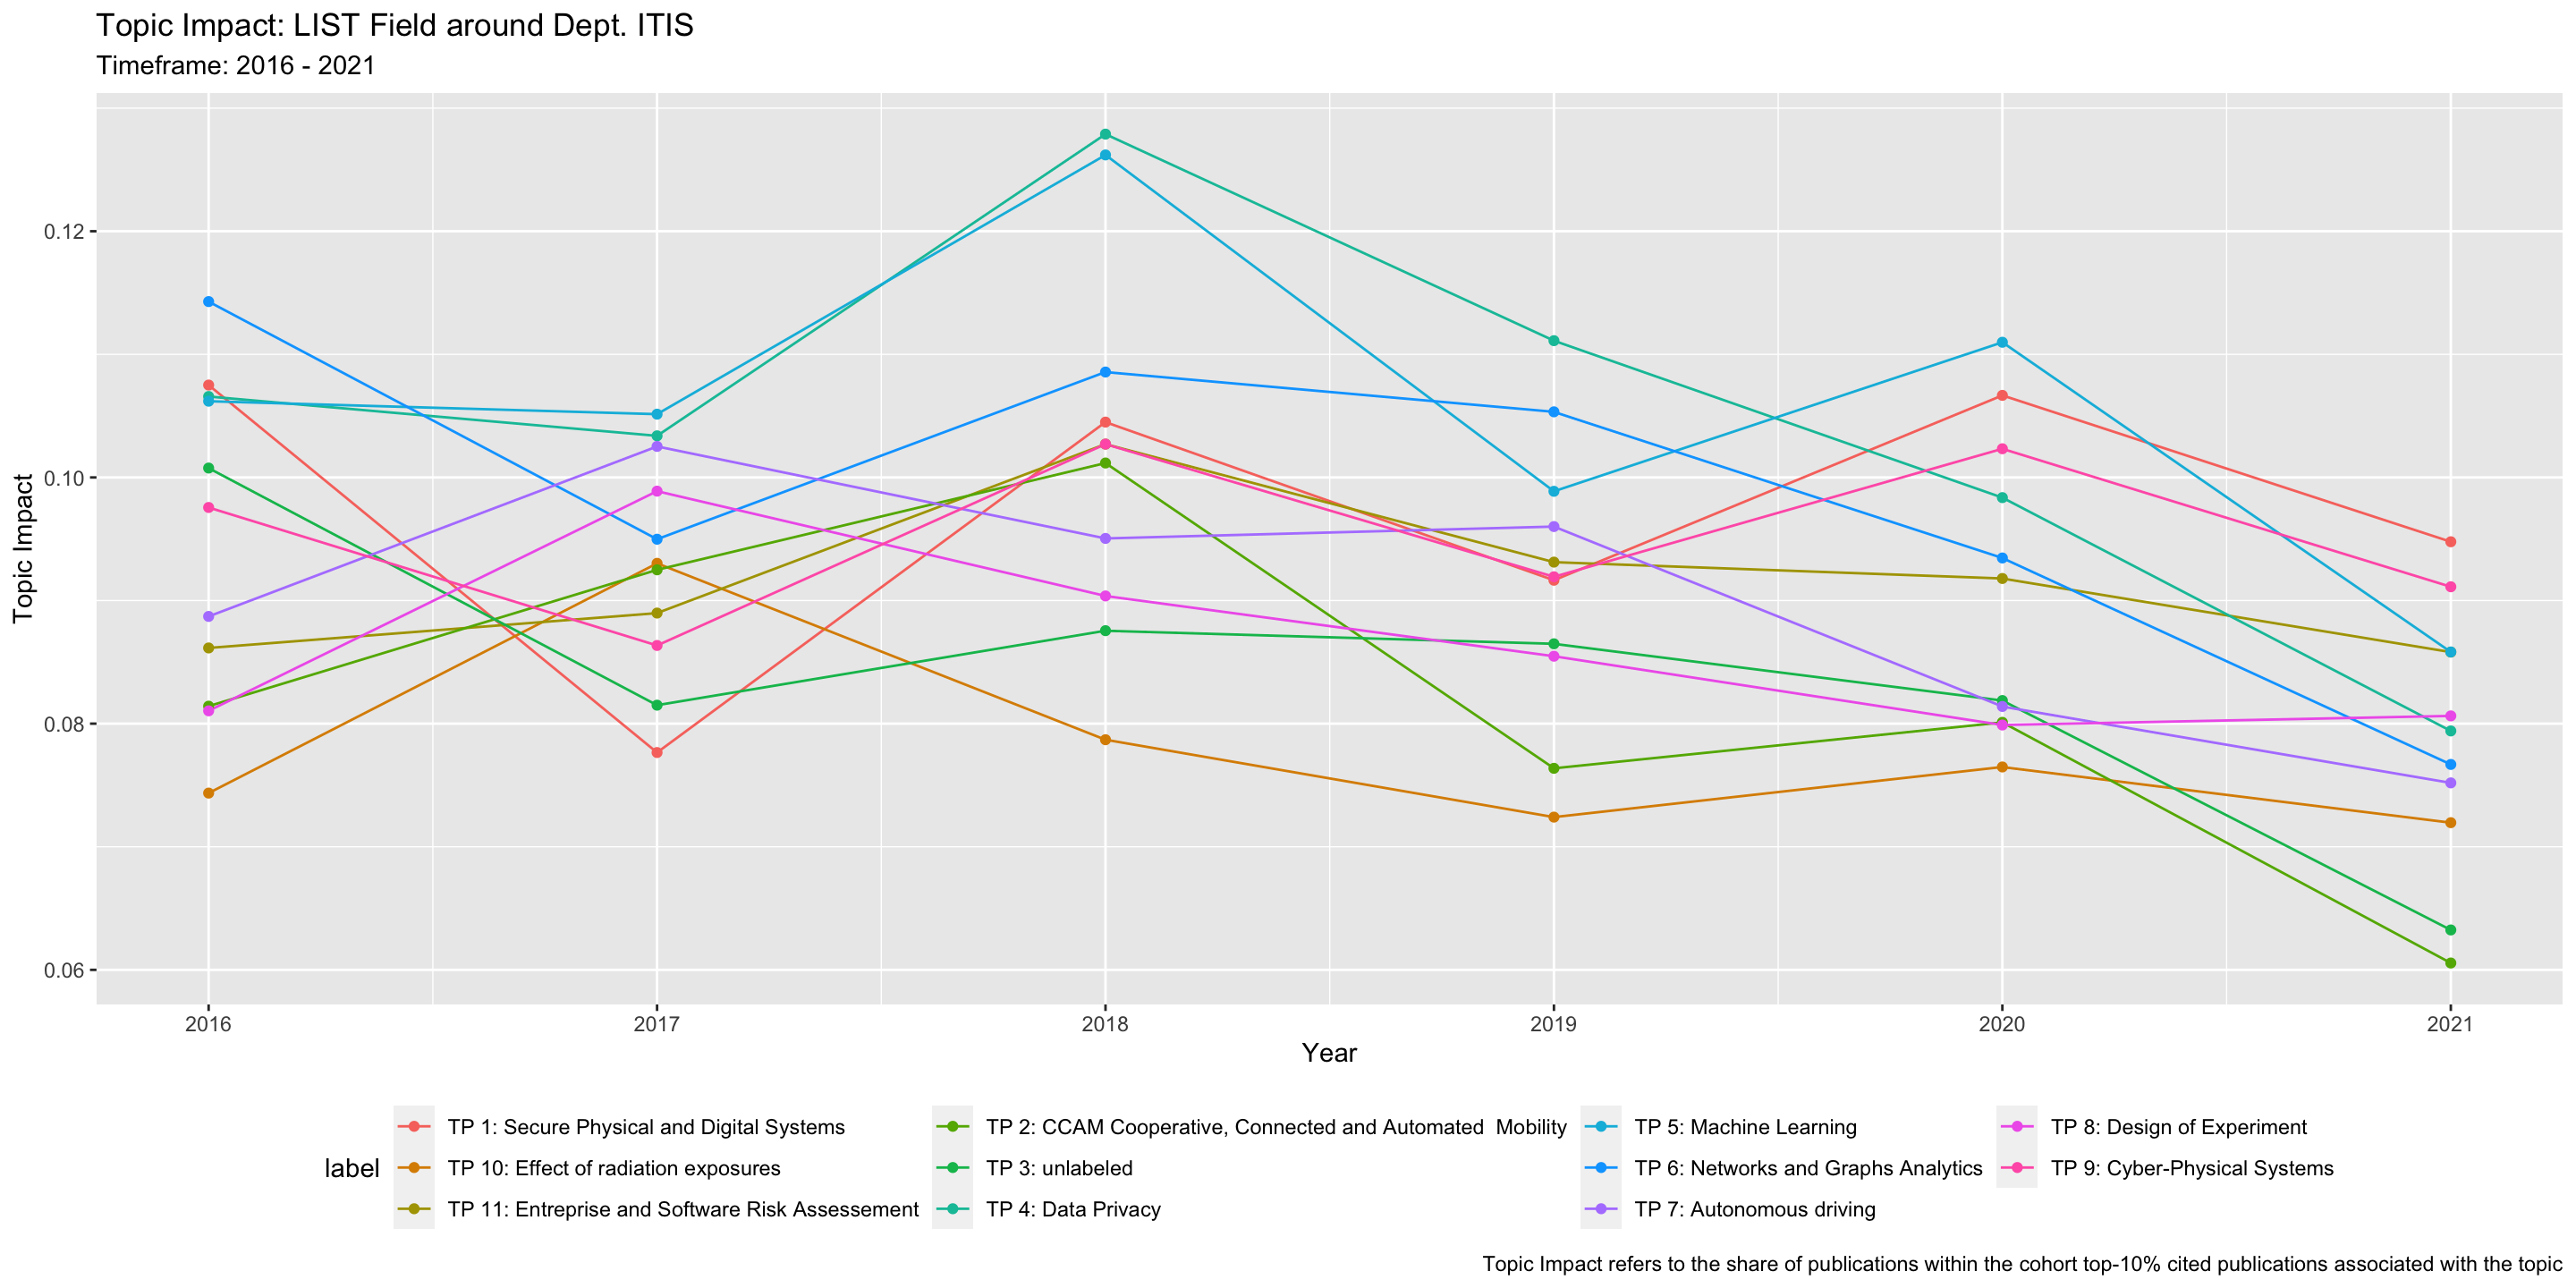 Topic Impact: LIST Field around Dept. ITIS
Timeframe: 2016 - 2021
Topic Impact
0.12
0.10
0.08
0.06
2016 2017 2018 2019 2020 2021
Year
label
TP 1: Secure Physical and Digital Systems
TP 10: Effect of radiation exposures
TP 11: Entreprise and Software Risk Assessement
TP 2: CCAM Cooperative, Connected and Automated  Mobility
TP 3: unlabeled
TP 4: Data Privacy
TP 5: Machine Learning
TP 6: Networks and Graphs Analytics
TP 7: Autonomous driving
TP 8: Design of Experiment
TP 9: Cyber-Physical Systems
Topic Impact refers to the share of publications within the cohort top-10% cited publications associated with the topic